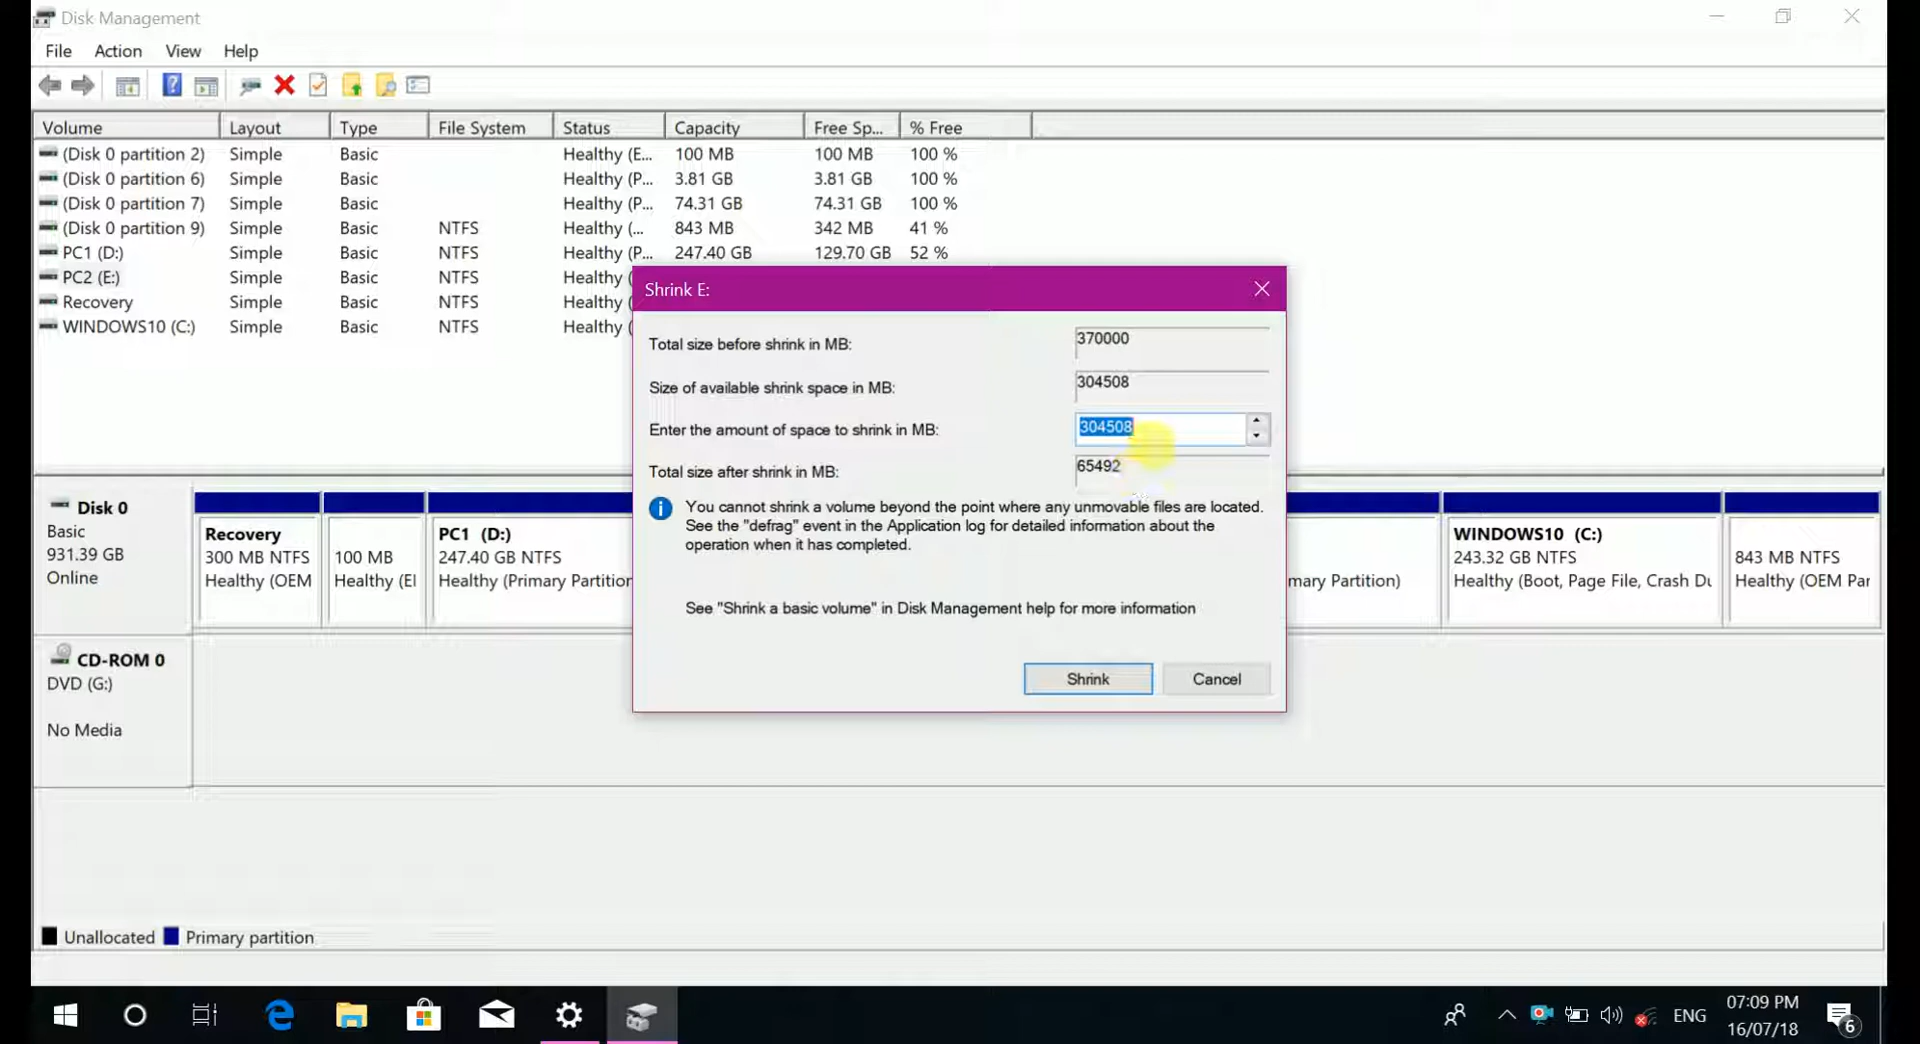 Disk Management
File Action View Help
Volume Layout Type File System Status Capacity Free Sp... % Free
(Disk 0 partition 2) Simple Basic Healthy (E... 100 MB 100 MB 100 %
(Disk 0 partition 6) Simple Basic Healthy (P... 3.81 GB 3.81 GB 100 %
(Disk 0 partition 7) Simple Basic Healthy (P... 74.31 GB 74.31 GB 100 %
(Disk 0 partition 9) Simple Basic NTFS Healthy (... 843 MB 342 MB 41 %
PC1 (D:) Simple Basic NTFS Healthy (P... 247.40 GB 129.70 GB 52 %
PC2 (E:) Simple Basic NTFS Healthy (
Recovery Simple Basic NTFS Healthy (
WINDOWS10 (C:) Simple Basic NTFS Healthy (
Shrink E:
Total size before shrink in MB: 370000
Size of available shrink space in MB: 304508
Enter the amount of space to shrink in MB: 304508
Total size after shrink in MB: 65492
You cannot shrink a volume beyond the point where any unmovable files are located.
See the "defrag" event in the Application log for detailed information about the
operation when it has completed.
See "Shrink a basic volume" in Disk Management help for more information
Shrink Cancel
Disk 0
Basic
931.39 GB
Online
Recovery
300 MB NTFS
Healthy (OEM
100 MB
Healthy (EI
PC1 (D:)
247.40 GB NTFS
Healthy (Primary Partition
mary Partition)
WINDOWS10 (C:)
243.32 GB NTFS
Healthy (Boot, Page File, Crash Du
843 MB NTFS
Healthy (OEM Par
CD-ROM 0
DVD (G:)
No Media
Unallocated Primary partition
ENG
07:09 PM
16/07/18
6